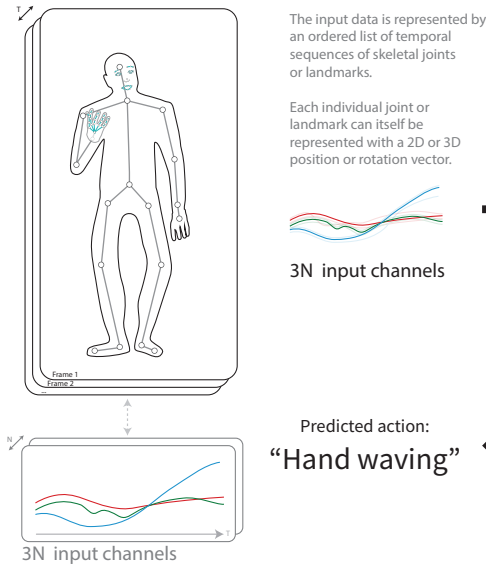 T
The input data is represented by
an ordered list of temporal
sequences of skeletal joints
or landmarks.
Each individual joint or
landmark can itself be
represented with a 2D or 3D
position or rotation vector.
3N input channels
Frame 1
Frame 2
...
Predicted action:
“Hand waving”
N
T
3N input channels